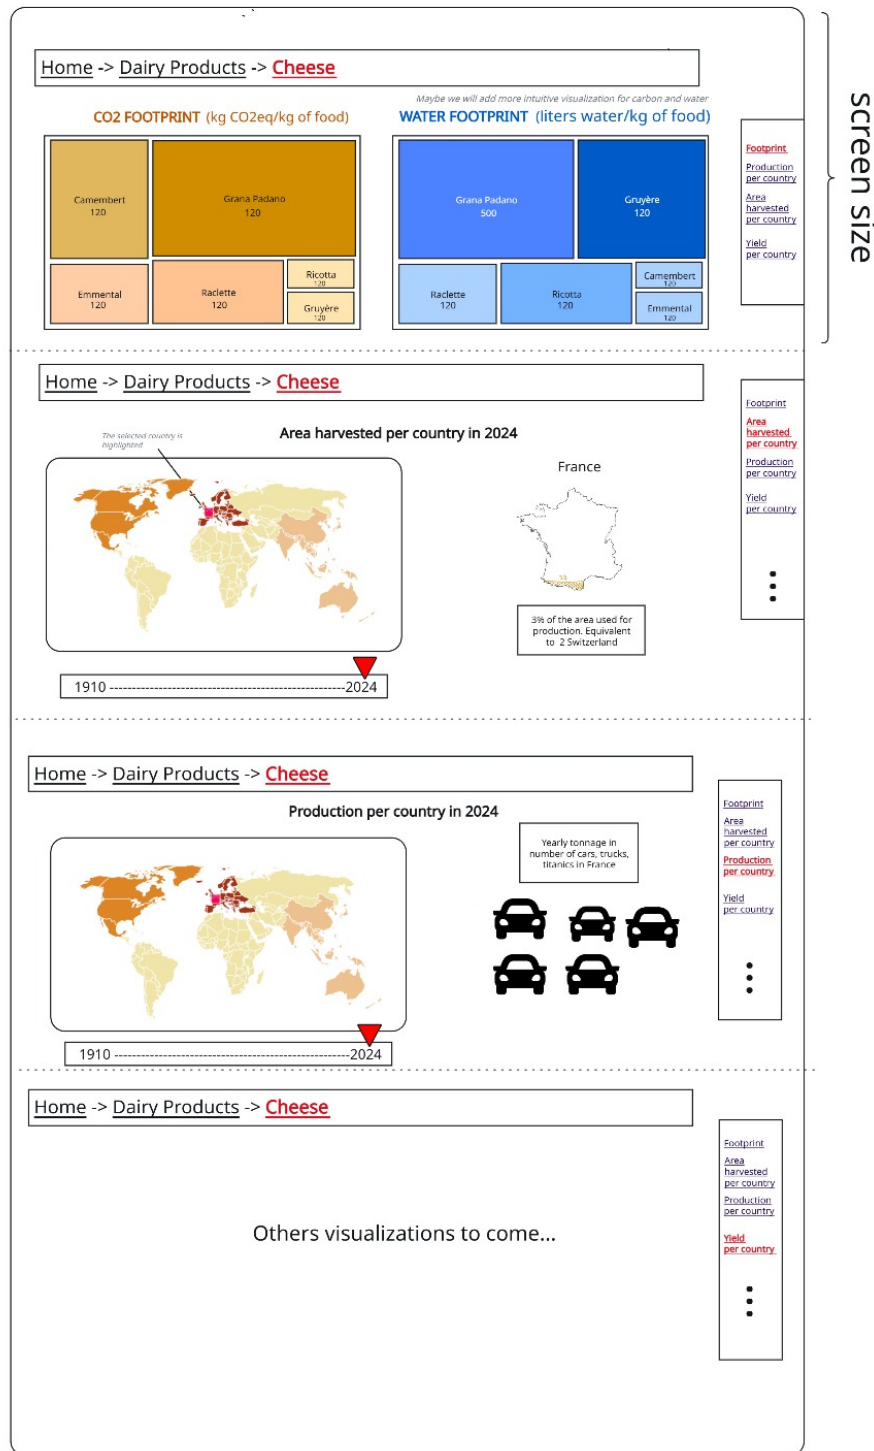 Home -> Dairy Products -> Cheese
Maybe we will add more intuitive visualization for carbon and water
CO2 FOOTPRINT (kg CO2eq/kg of food)
WATER FOOTPRINT (liters water/kg of food)
Camembert
120
Grana Padano
120
Emmental
120
Raclette
120
Ricotta
120
Gruyère
120
Grana Padano
500
Gruyère
120
Raclette
120
Ricotta
120
Camembert
120
Emmental
120
Footprint
Production
per country
Area
harvested
per country
Yield
per country
screen size
Home -> Dairy Products -> Cheese
The selected country is
highlighted
Area harvested per country in 2024
France
3% of the area used for
production. Equivalent
to 2 Switzerland
1910 ----------------------------------------------------2024
Footprint
Area
harvested
per country
Production
per country
Yield
per country
Home -> Dairy Products -> Cheese
Production per country in 2024
Yearly tonnage in
number of cars, trucks,
titanics in France
1910 ----------------------------------------------------2024
Footprint
Area
harvested
per country
Production
per country
Yield
per country
Home -> Dairy Products -> Cheese
Others visualizations to come...
Footprint
Area
harvested
per country
Production
per country
Yield
per country